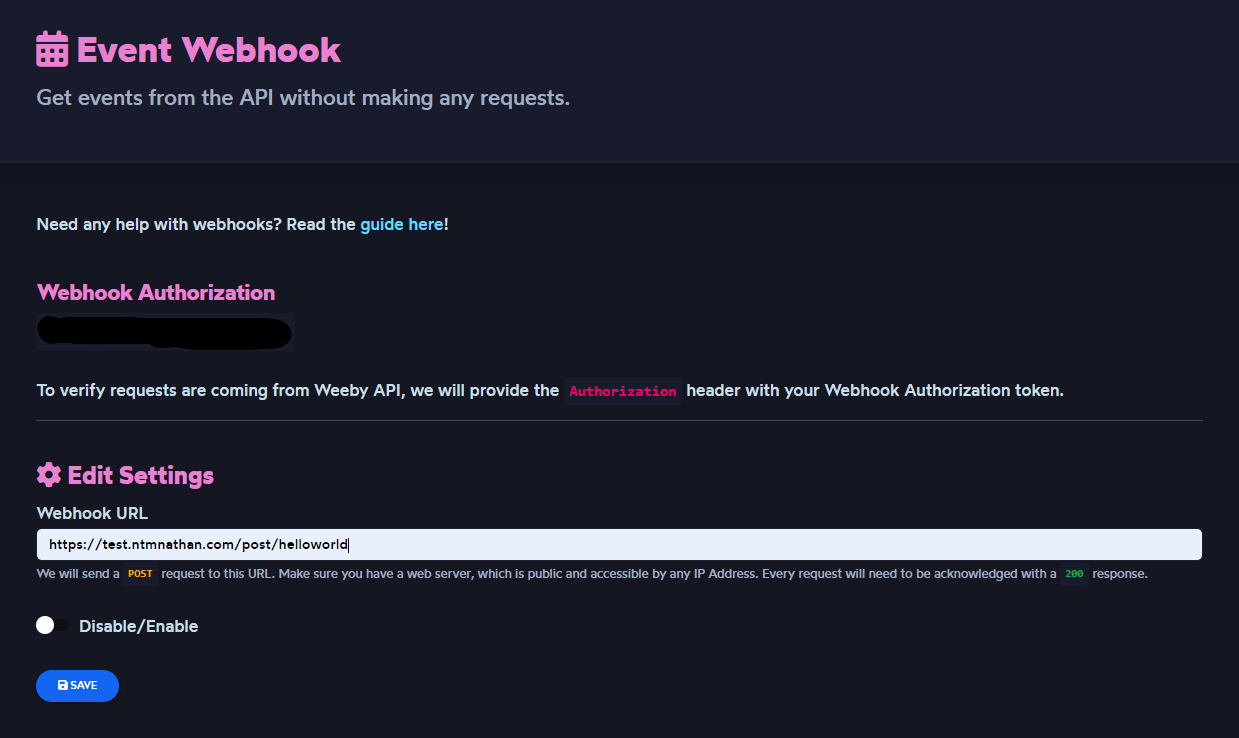 Event Webhook
Get events from the API without making any requests.
Need any help with webhooks? Read the guide here!
Webhook Authorization
To verify requests are coming from Weeby API, we will provide the Authorization header with your Webhook Authorization token.
Edit Settings
Webhook URL
https://test.ntmnathan.com/post/helloworld
We will send a POST request to this URL. Make sure you have a web server, which is public and accessible by any IP Address. Every request will need to be acknowledged with a 200 response.
Disable/Enable
SAVE